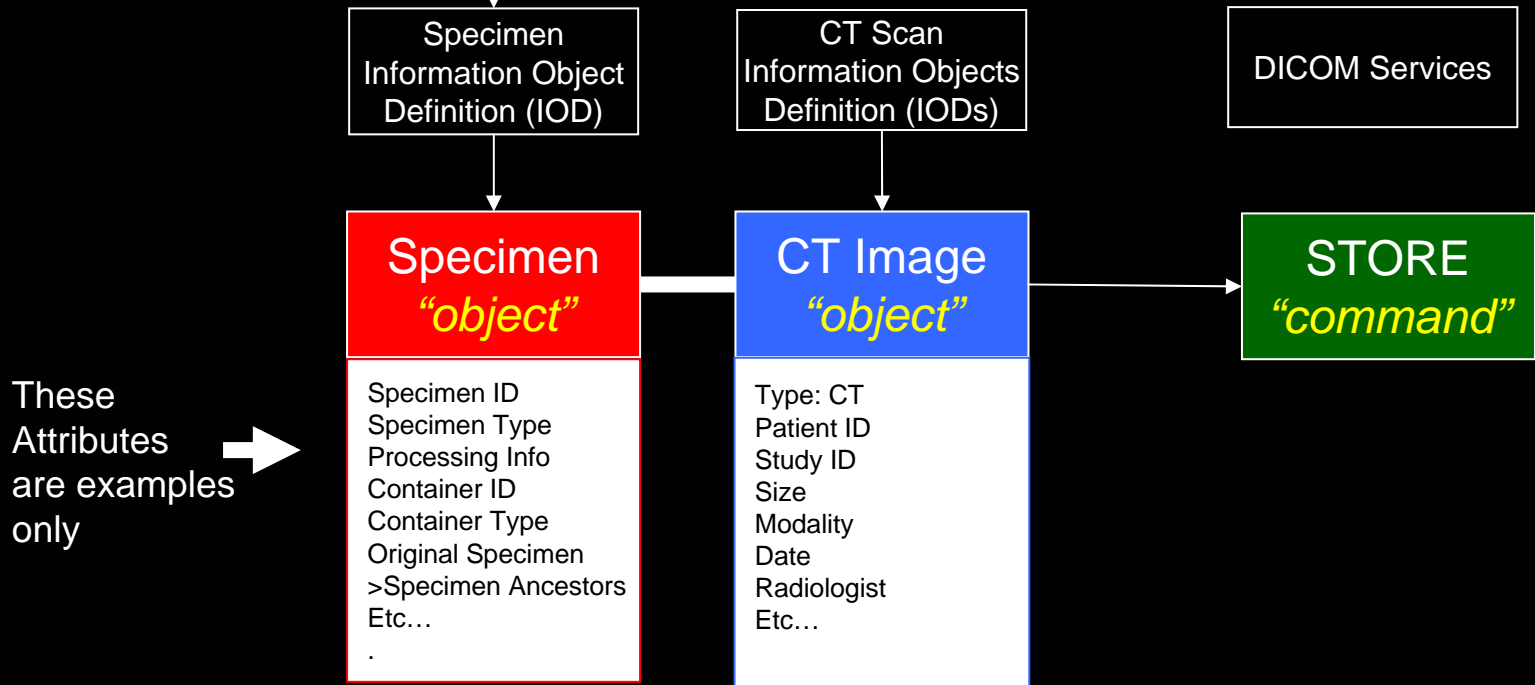 Specimen
Information Object
Definition (IOD)
CT Scan
Information Objects
Definition (IODs)
DICOM Services
Specimen
“object”
CT Image
“object”
STORE
“command”
These
Attributes
are examples
only
Specimen ID
Specimen Type
Processing Info
Container ID
Container Type
Original Specimen
>Specimen Ancestors
Etc…
.
Type: CT
Patient ID
Study ID
Size
Modality
Date
Radiologist
Etc…